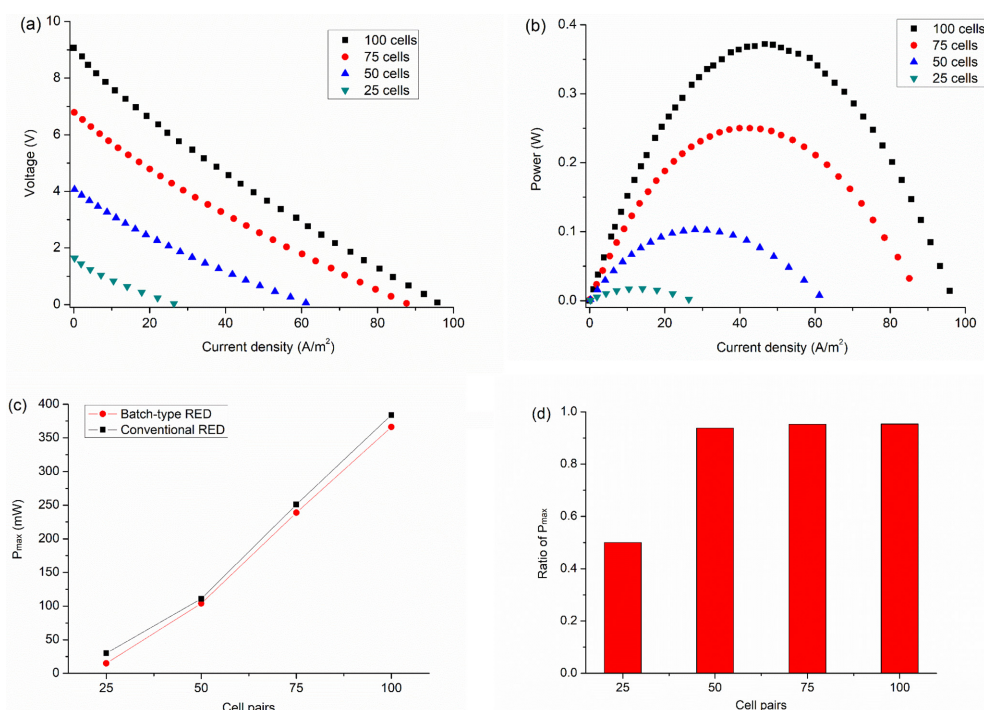 (a)
10
8
6
4
2
0
Voltage (V)
100 cells
75 cells
50 cells
25 cells
0 20 40 60 80 100
Current density (A/m²)
(b)
0.4
0.3
0.2
0.1
0.0
Power (W)
100 cells
75 cells
50 cells
25 cells
0 20 40 60 80 100
Current density (A/m²)
(c)
Batch-type RED
Conventional RED
400
350
300
250
200
150
100
50
0
Pmax (mW)
25 50 75 100
Cell pairs
(d)
1.0
0.8
0.6
0.4
0.2
0.0
Ratio of Pmax
25 50 75 100
Cell pairs